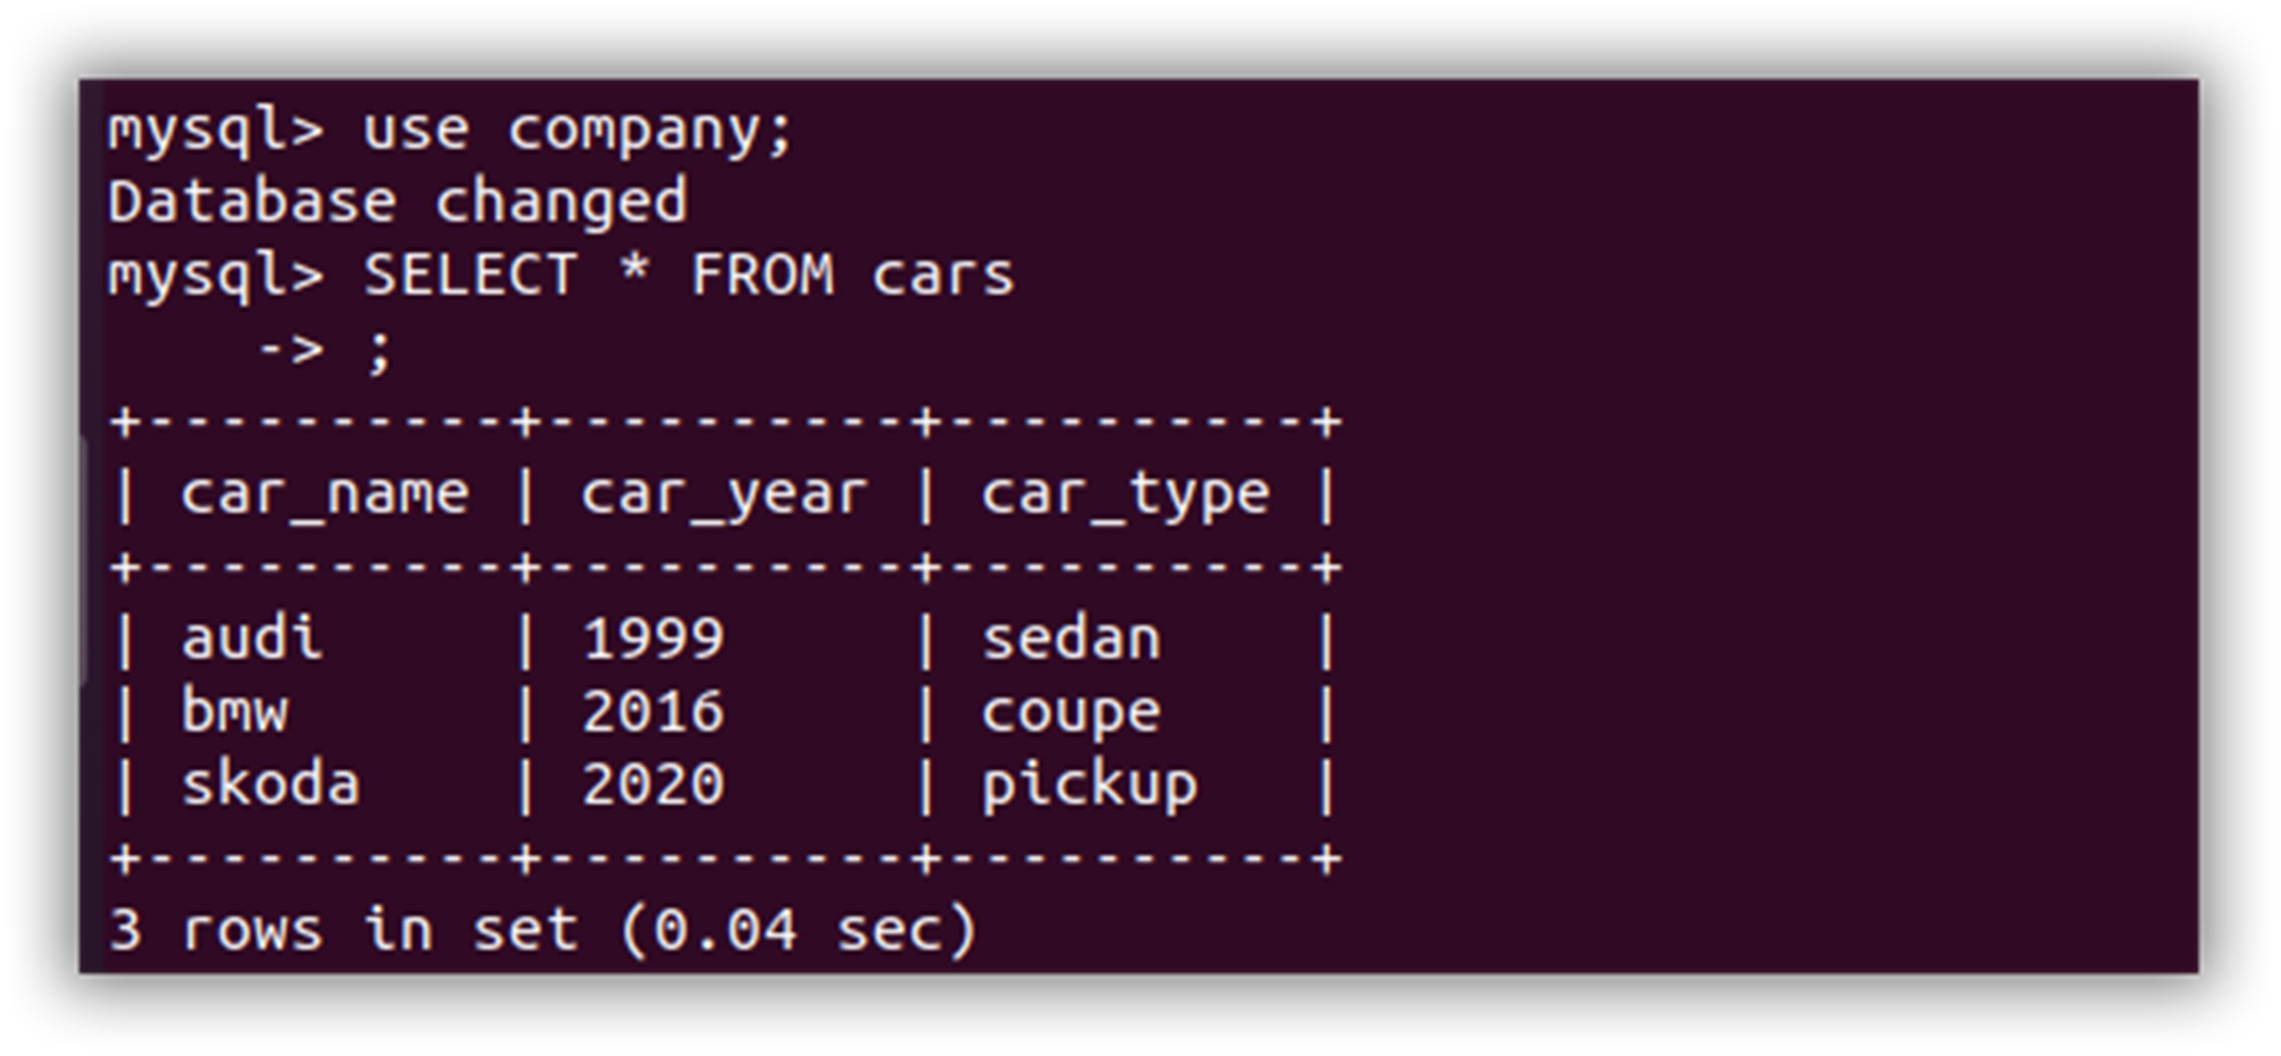 mysql> use company;
Database changed
mysql> SELECT * FROM cars
    -> ;
+----------+----------+----------+
| car_name | car_year | car_type |
+----------+----------+----------+
| audi     | 1999     | sedan    |
| bmw      | 2016     | coupe    |
| skoda    | 2020     | pickup   |
+----------+----------+----------+
3 rows in set (0.04 sec)